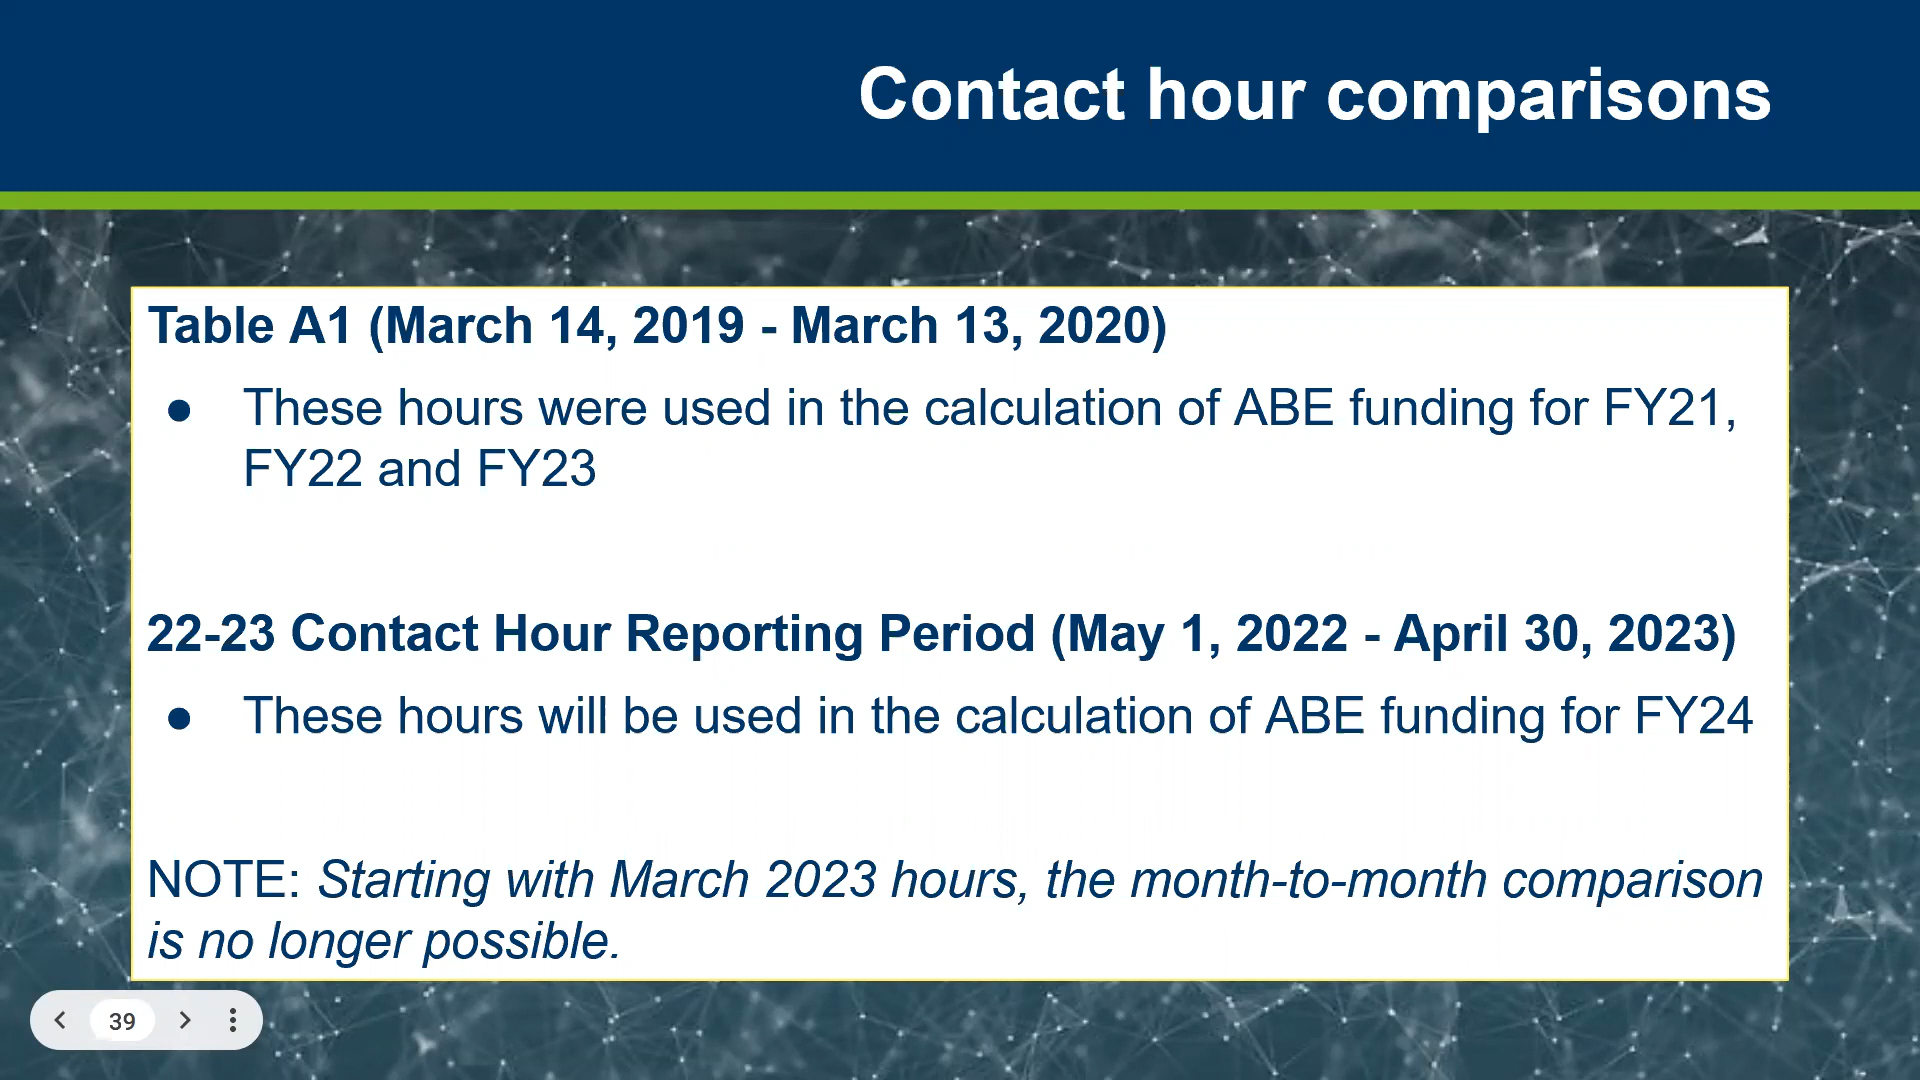 Contact hour comparisons
Table A1 (March 14, 2019 - March 13, 2020)
● These hours were used in the calculation of ABE funding for FY21,
FY22 and FY23
22-23 Contact Hour Reporting Period (May 1, 2022 - April 30, 2023)
● These hours will be used in the calculation of ABE funding for FY24
NOTE: Starting with March 2023 hours, the month-to-month comparison
is no longer possible.
39